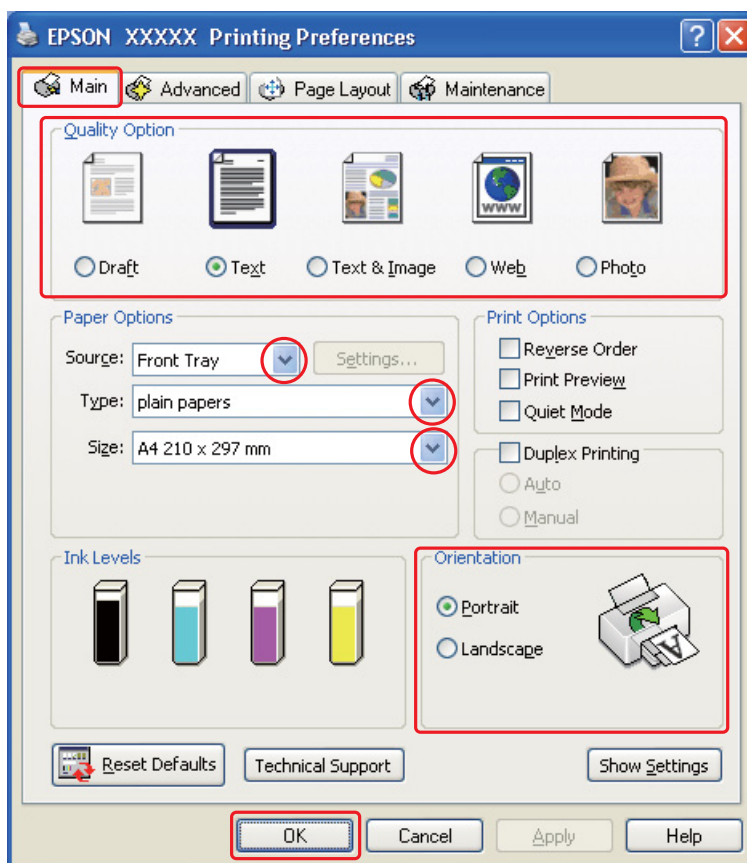 EPSON XXXXX Printing Preferences
Main Advanced Page Layout Maintenance
Quality Option
WWW
Draft Text Text & Image Web Photo
Paper Options
Source: Front Tray Settings...
Type: plain papers
Size: A4 210 x 297 mm
Print Options
Reverse Order
Print Preview
Quiet Mode
Duplex Printing
Auto
Manual
Ink Levels
Orientation
Portrait
Landscape
A
Reset Defaults Technical Support Show Settings
OK Cancel Apply Help